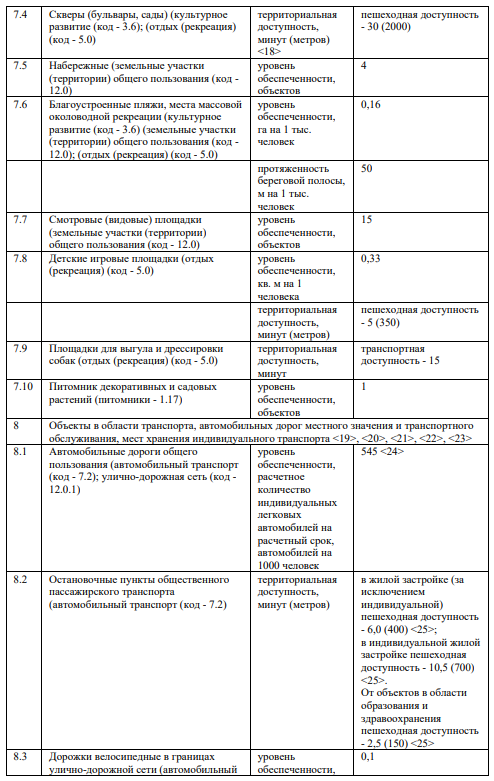 7.4 Скверы (бульвары, сады) (культурное территориальная пешеходная доступность
развитие (код - 3.6); (отдых (рекреация) доступность, - 30 (2000)
(код - 5.0) минут (метров)
<18>
7.5 Набережные (земельные участки уровень 4
(территории) общего пользования (код - обеспеченности,
12.0) объектов
7.6 Благоустроенные пляжи, места массовой уровень 0,16
околоводной рекреации (культурное обеспеченности,
развитие (код - 3.6) (земельные участки га на 1 тыс.
(территории) общего пользования (код - человек
12.0); (отдых (рекреация) (код - 5.0)
протяженность 50
береговой полосы,
м на 1 тыс.
человек
7.7 Смотровые (видовые) площадки уровень 15
(земельные участки (территории) обеспеченности,
общего пользования (код - 12.0) объектов
7.8 Детские игровые площадки (отдых уровень 0,33
(рекреация) (код - 5.0) обеспеченности,
кв. м на 1
человека
территориальная пешеходная доступность
доступность, - 5 (350)
минут (метров)
7.9 Площадки для выгула и дрессировки территориальная транспортная
собак (отдых (рекреация) (код - 5.0) доступность, доступность - 15
минут
7.10 Питомник декоративных и садовых уровень 1
растений (питомники - 1.17) обеспеченности,
объектов
8 Объекты в области транспорта, автомобильных дорог местного значения и транспортного
обслуживания, мест хранения индивидуального транспорта <19>, <20>, <21>, <22>, <23>
8.1 Автомобильные дороги общего уровень 545 <24>
пользования (автомобильный транспорт обеспеченности,
(код - 7.2); улично-дорожная сеть (код - расчетное
12.0.1) количество
индивидуальных
легковых
автомобилей на
расчетный срок,
автомобилей на
1000 человек
8.2 Остановочные пункты общественного территориальная в жилой застройке (за
пассажирского транспорта доступность, исключением
(автомобильный транспорт (код - 7.2) минут (метров) индивидуальной)
пешеходная доступность
- 6,0 (400) <25>;
в индивидуальной жилой
застройке пешеходная
доступность - 10,5 (700)
<25>.
От объектов в области
образования и
здравоохранения
пешеходная доступность
- 2,5 (150) <25>
8.3 Дорожки велосипедные в границах уровень 0,1
улично-дорожной сети (автомобильный обеспеченности,